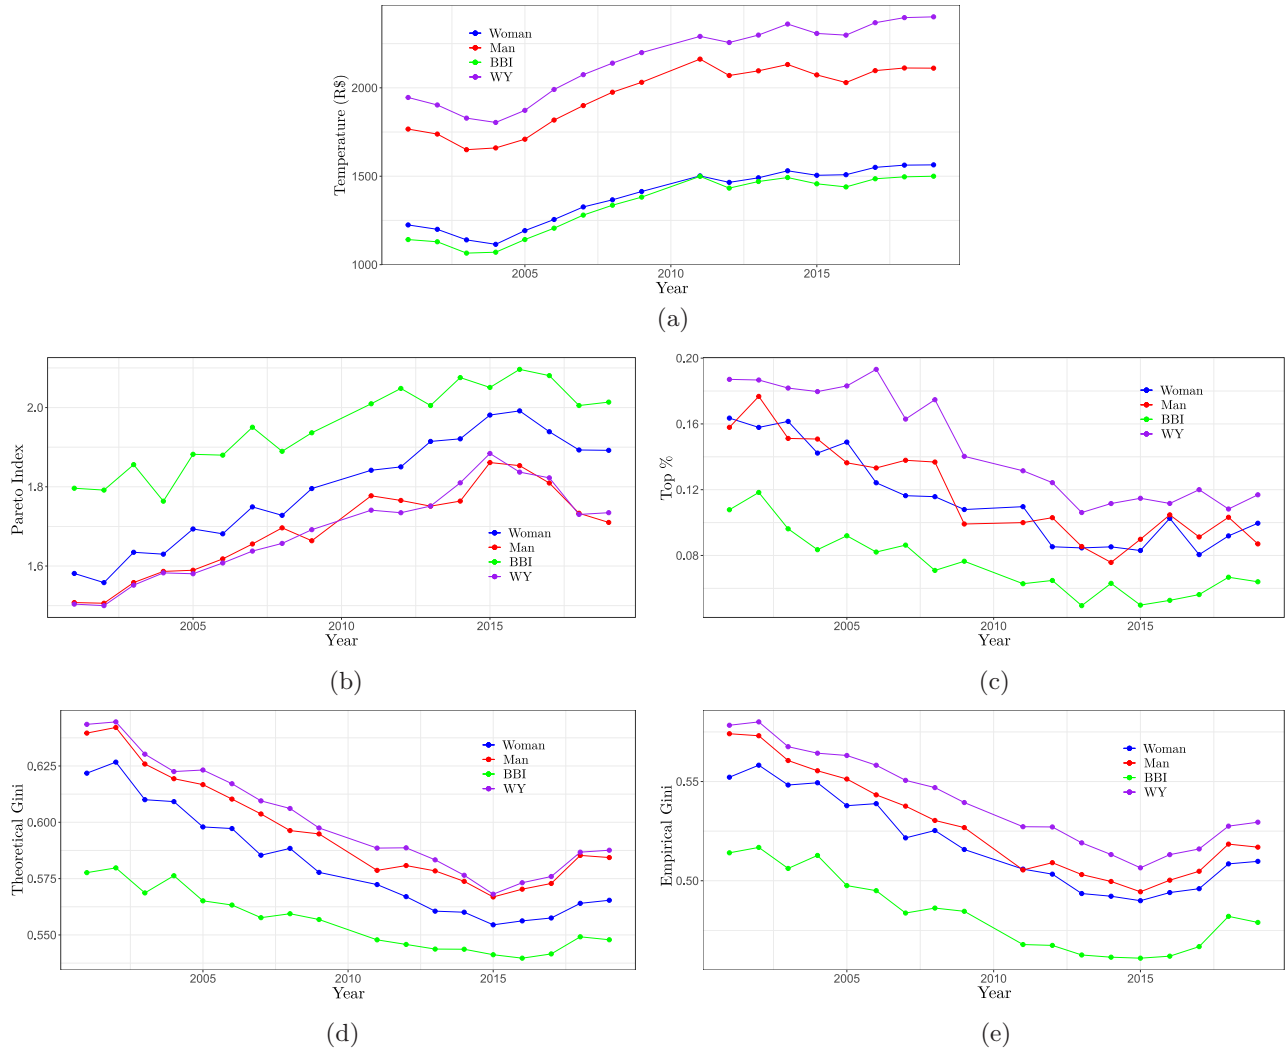 Temperature (R$)
2000
1500
1000
Woman
Man
BBI
WY
2005
2010
2015
Year
(a)
Pareto Index
2.0
1.8
1.6
Woman
Man
BBI
WY
2005
2010
2015
Year
(b)
Top %
0.20
0.16
0.12
0.08
Woman
Man
BBI
WY
2005
2010
2015
Year
(c)
Theoretical Gini
0.625
0.600
0.575
0.550
Woman
Man
BBI
WY
2005
2010
2015
Year
(d)
Empirical Gini
0.55
0.50
Woman
Man
BBI
WY
2005
2010
2015
Year
(e)